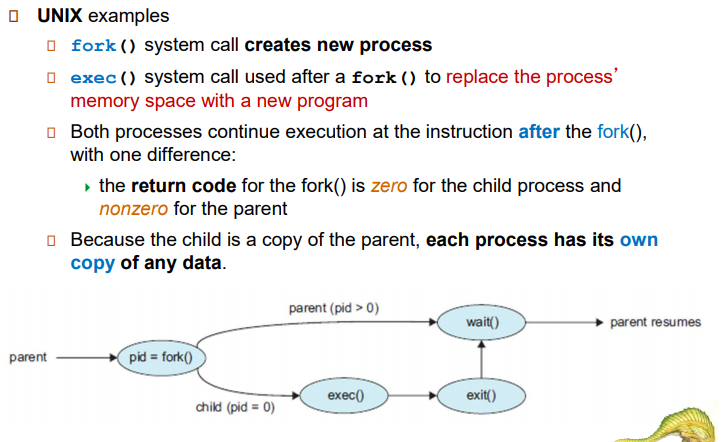 UNIX examples
fork() system call creates new process
exec() system call used after a fork() to replace the process’
memory space with a new program
Both processes continue execution at the instruction after the fork(),
with one difference:
the return code for the fork() is zero for the child process and
nonzero for the parent
Because the child is a copy of the parent, each process has its own
copy of any data.
parent (pid > 0)
wait()
parent resumes
parent
pid = fork()
exec()
exit()
child (pid = 0)